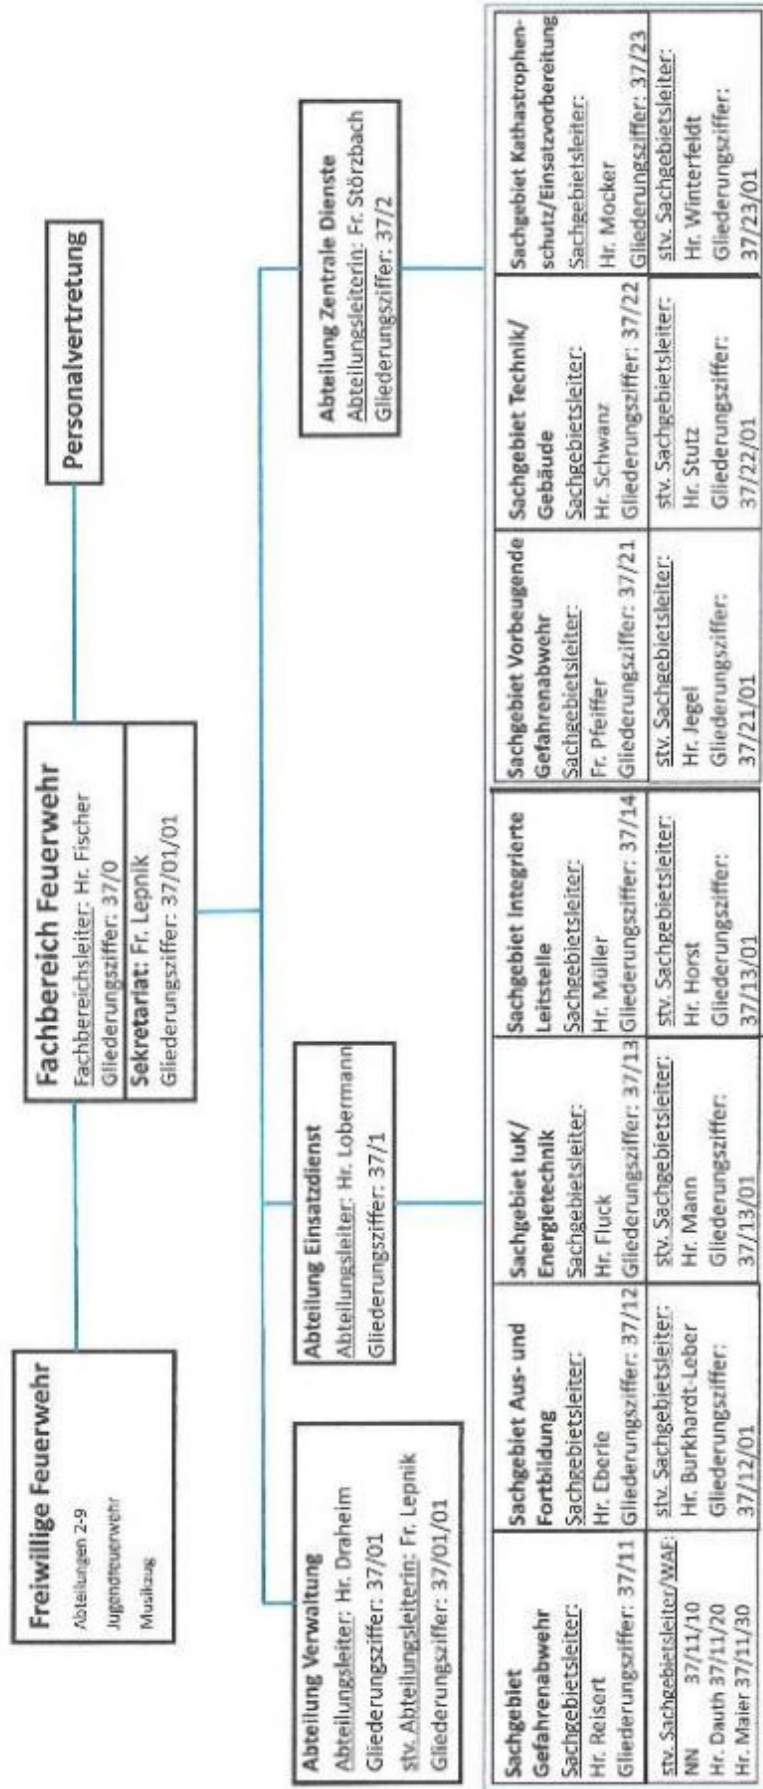 Freiwillige Feuerwehr
Abteilungen 2-9
Jugendfeuerwehr
Musikzug
Fachbereich Feuerwehr
Fachbereichsleiter: Hr. Fischer
Gliederungsziffer: 37/0
Sekretariat: Fr. Lepnik
Gliederungsziffer: 37/01/01
Personalvertretung
Abteilung Verwaltung
Abteilungsleiter: Hr. Draheim
Gliederungsziffer: 37/01
stv. Abteilungsleiterin: Fr. Lepnik
Gliederungsziffer: 37/01/01
Abteilung Einsatzdienst
Abteilungsleiter: Hr. Lobermann
Gliederungsziffer: 37/1
Abteilung Zentrale Dienste
Abteilungsleiterin: Fr. Störzbach
Gliederungsziffer: 37/2
Sachgebiet
Gefahrenabwehr
Sachgebietsleiter:
Hr. Reisert
Gliederungsziffer: 37/11
stv. Sachgebietsleiter/WAF:
NN 37/11/10
Hr. Dauth 37/11/20
Hr. Maier 37/11/30
Sachgebiet Aus- und
Fortbildung
Sachgebietsleiter:
Hr. Eberle
Gliederungsziffer: 37/12
stv. Sachgebietsleiter:
Hr. Burkhardt-Leber
Gliederungsziffer:
37/12/01
Sachgebiet IuK/
Energietechnik
Sachgebietsleiter:
Hr. Fluck
Gliederungsziffer: 37/13
stv. Sachgebietsleiter:
Hr. Mann
Gliederungsziffer:
37/13/01
Sachgebiet Integrierte
Leitstelle
Sachgebietsleiter:
Hr. Müller
Gliederungsziffer: 37/14
stv. Sachgebietsleiter:
Hr. Horst
Gliederungsziffer:
37/13/01
Sachgebiet Vorbeugende
Gefahrenabwehr
Sachgebietsleiter:
Fr. Pfeiffer
Gliederungsziffer: 37/21
stv. Sachgebietsleiter:
Hr. Jegel
Gliederungsziffer:
37/21/01
Sachgebiet Technik/
Gebäude
Sachgebietsleiter:
Hr. Schwanz
Gliederungsziffer: 37/22
stv. Sachgebietsleiter:
Hr. Stutz
Gliederungsziffer:
37/22/01
Sachgebiet Kathastrophen-
schutz/Einsatzvorbereitung
Sachgebietsleiter:
Hr. Mocker
Gliederungsziffer: 37/23
stv. Sachgebietsleiter:
Hr. Winterfeldt
Gliederungsziffer:
37/23/01